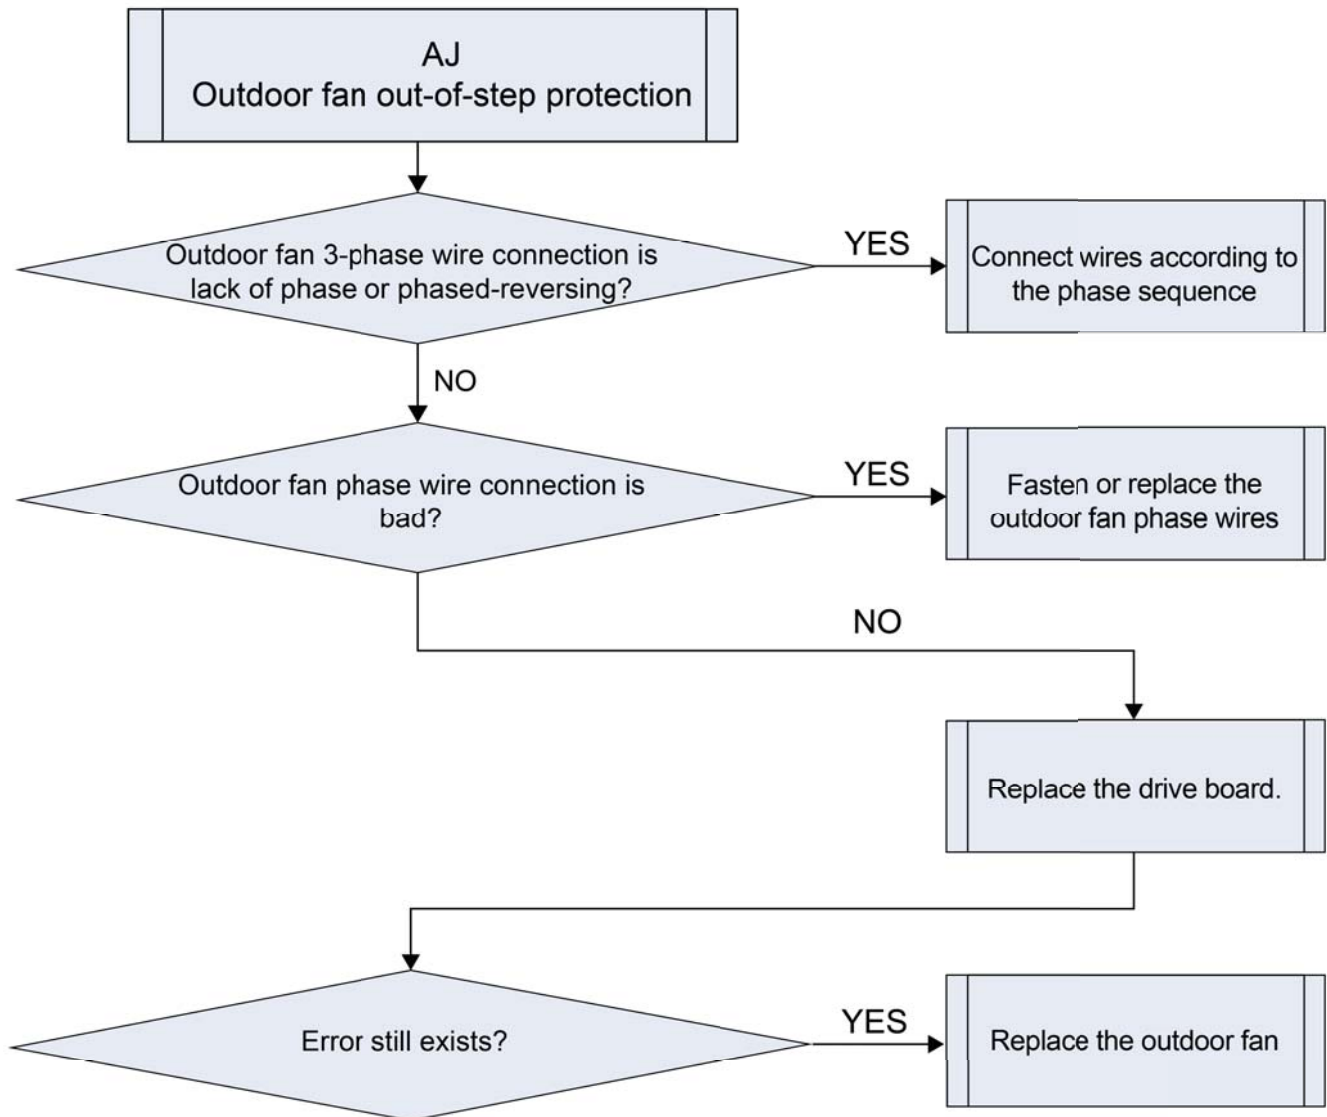 AJ
Outdoor fan out-of-step protection
Outdoor fan 3-phase wire connection is
lack of phase or phased-reversing?
YES
Connect wires according to
the phase sequence
NO
Outdoor fan phase wire connection is
bad?
YES
Fasten or replace the
outdoor fan phase wires
NO
Replace the drive board.
Error still exists?
YES
Replace the outdoor fan